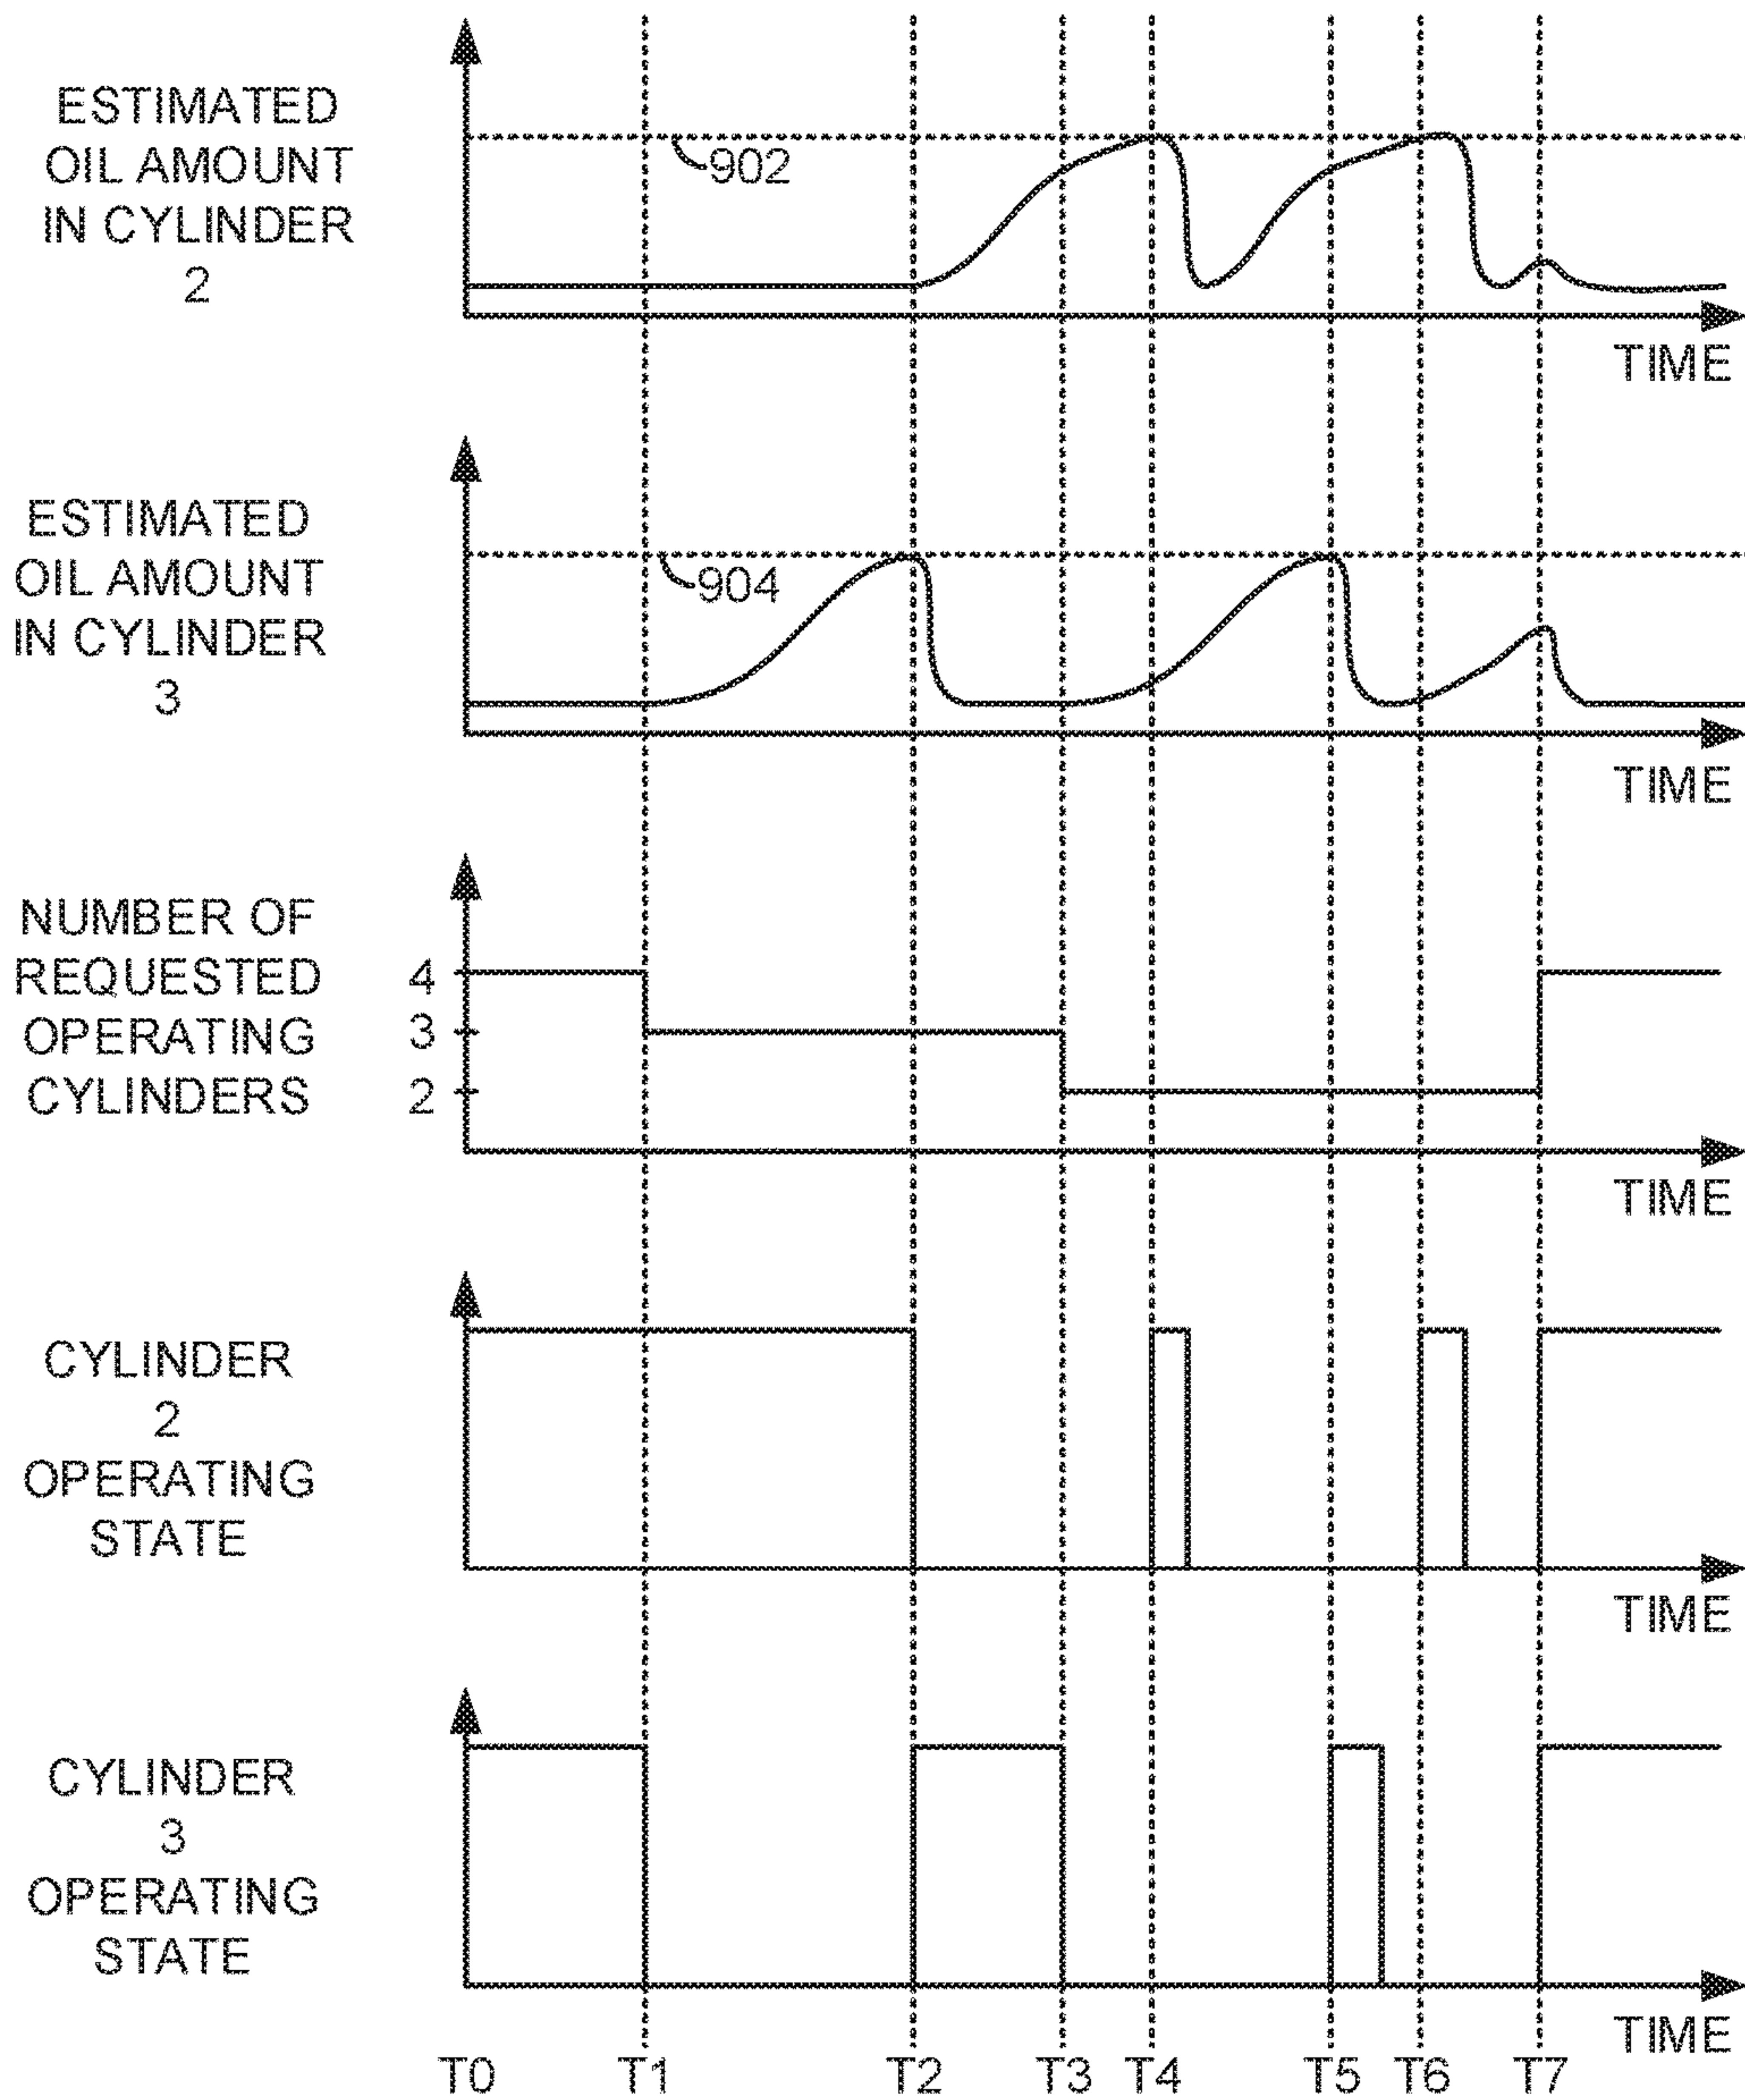 ESTIMATED
OIL AMOUNT
IN CYLINDER
2
902
TIME
ESTIMATED
OIL AMOUNT
IN CYLINDER
3
904
TIME
NUMBER OF
REQUESTED
OPERATING
CYLINDERS
4
3
2
TIME
CYLINDER
2
OPERATING
STATE
TIME
CYLINDER
3
OPERATING
STATE
TIME
T0 T1 T2 T3 T4 T5 T6 T7